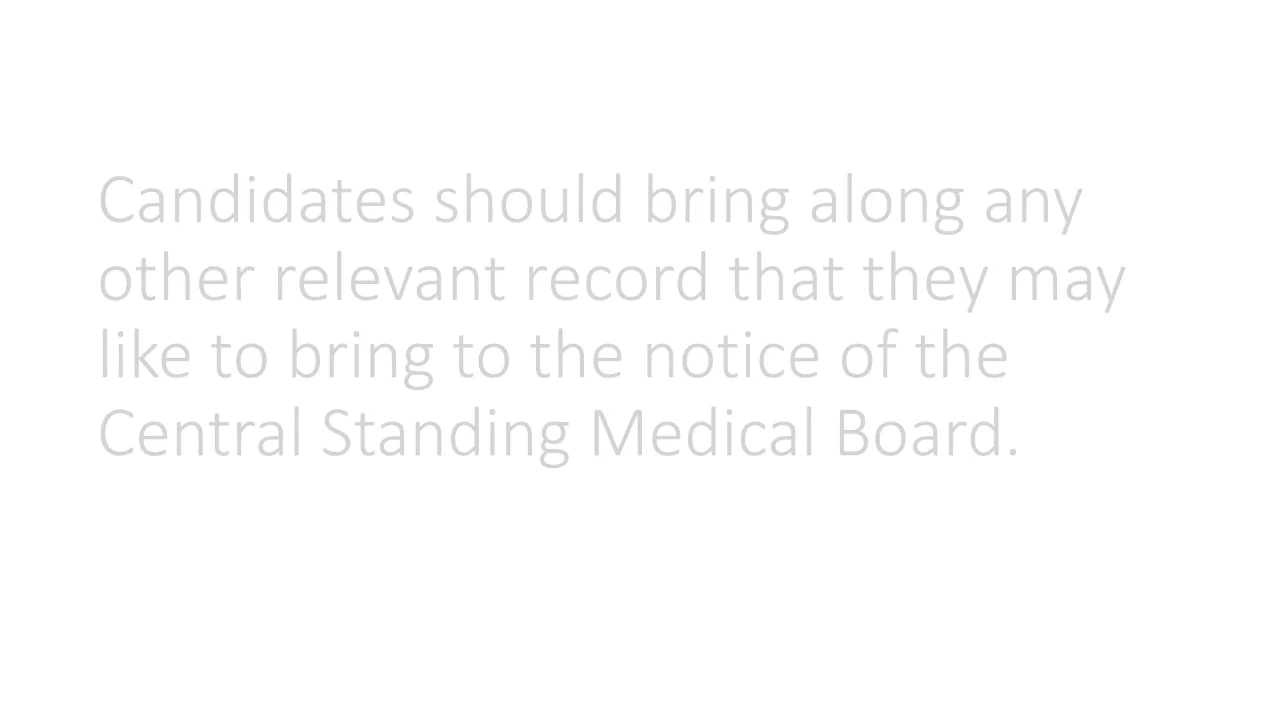 Candidates should bring along any
other relevant record that they may
like to bring to the notice of the
Central Standing Medical Board.